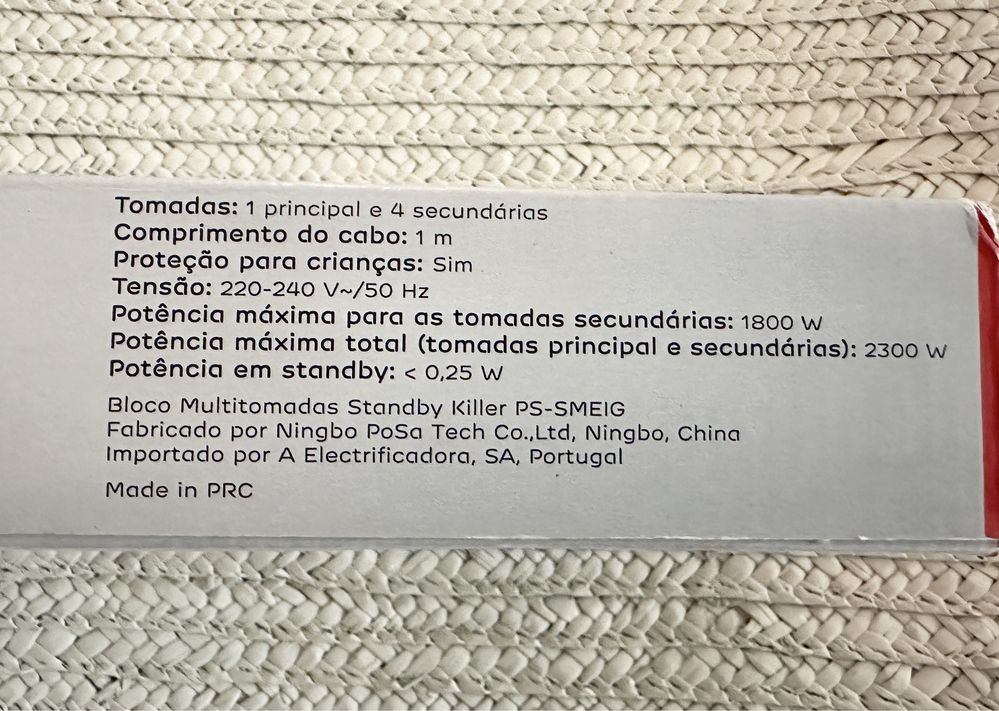 Tomadas: 1 principal e 4 secundárias
Comprimento do cabo: 1 m
Proteção para crianças: Sim
Tensão: 220-240 V~/50 Hz
Potência máxima para as tomadas secundárias: 1800 W
Potência máxima total (tomadas principal e secundárias): 2300 W
Potência em standby: < 0,25 W
Bloco Multitomadas Standby Killer PS-SMEIG
Fabricado por Ningbo PoSa Tech Co.,Ltd, Ningbo, China
Importado por A Electrificadora, SA, Portugal
Made in PRC